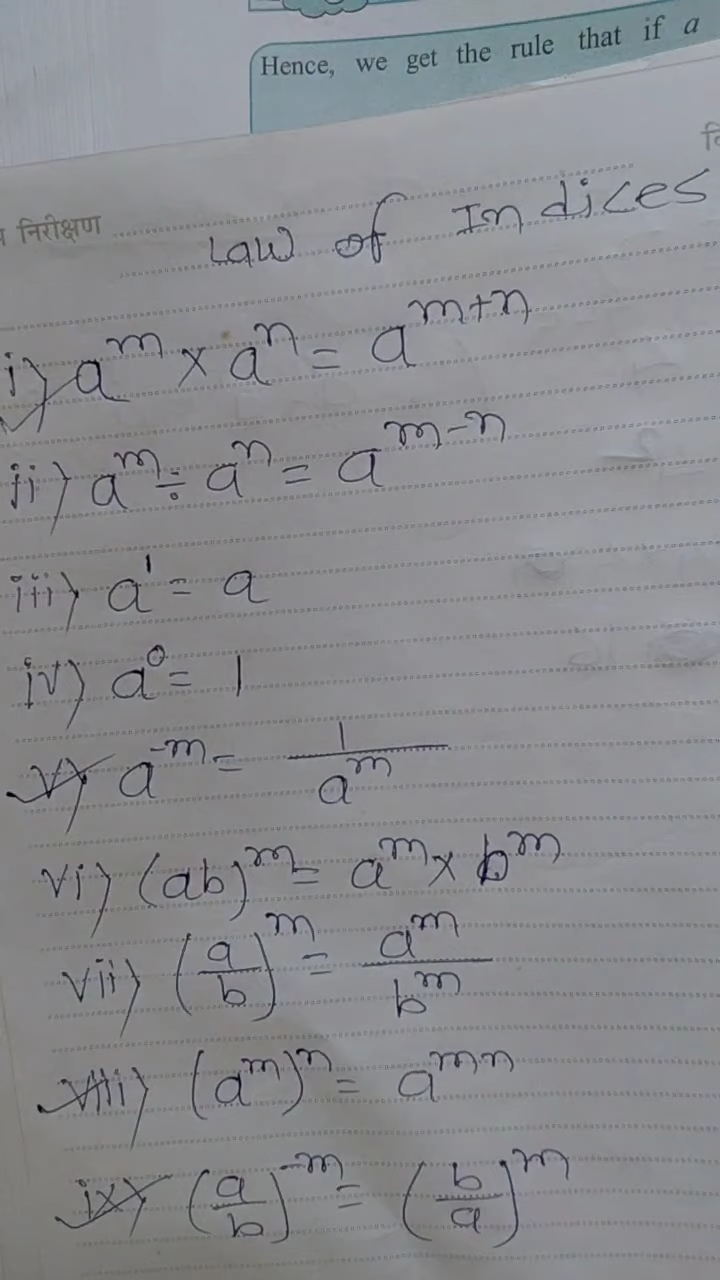 Hence, we get the rule that if a
निरीक्षण
Law of Indices
i) a^m × a^n = a^{m+n}
ii) a^m ÷ a^n = a^{m-n}
iii) a^1 = a
iv) a^0 = 1
v) a^{-m} = 1/a^m
vi) (ab)^m = a^m × b^m
vii) (a/b)^m = a^m/b^m
viii) (a^m)^n = a^{mn}
ix) (a/b)^{-m} = (b/a)^m